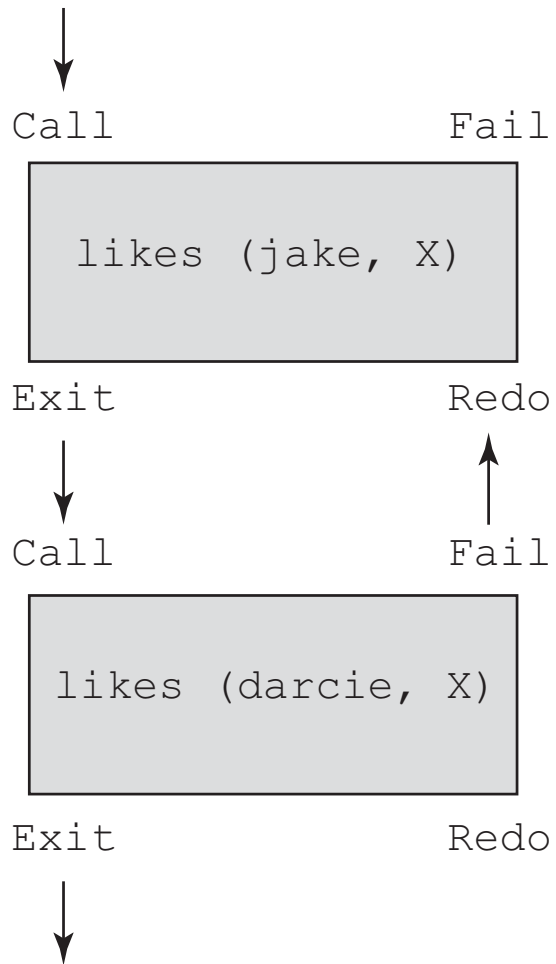 Call Fail
likes (jake, X)
Exit Redo
Call Fail
likes (darcie, X)
Exit Redo